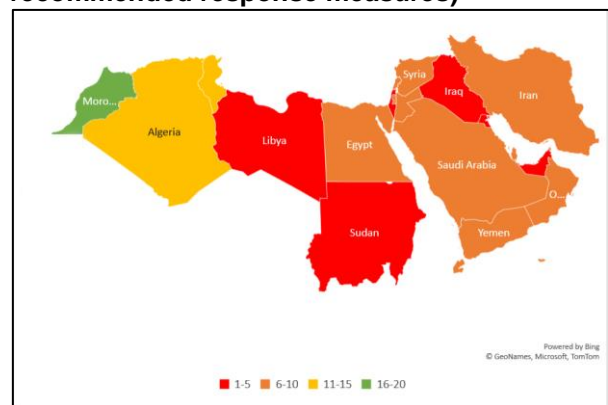 recommended response measures)
Moro...
Algeria
Libya
Egypt
Sudan
Syria
Iraq
Iran
Saudi Arabia
O...
Yemen
Powered by Bing
© GeoNames, Microsoft, TomTom
1-5 6-10 11-15 16-20